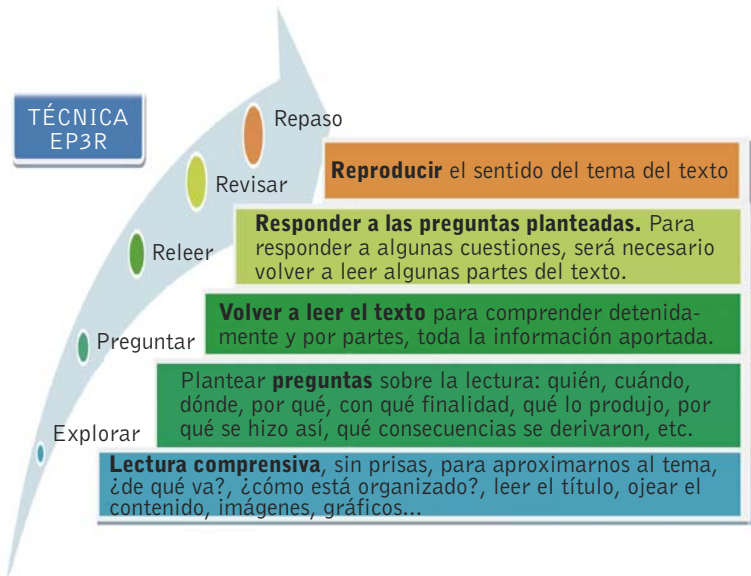 TÉCNICA
EP3R
Repaso
Reproducir el sentido del tema del texto
Revisar
Responder a las preguntas planteadas. Para
responder a algunas cuestiones, será necesario
volver a leer algunas partes del texto.
Releer
Volver a leer el texto para comprender detenida-
mente y por partes, toda la información aportada.
Preguntar
Plantear preguntas sobre la lectura: quién, cuándo,
dónde, por qué, con qué finalidad, qué lo produjo, por
qué se hizo así, qué consecuencias se derivaron, etc.
Explorar
Lectura comprensiva, sin prisas, para aproximarnos al tema,
¿de qué va?, ¿cómo está organizado?, leer el título, ojear el
contenido, imágenes, gráficos...